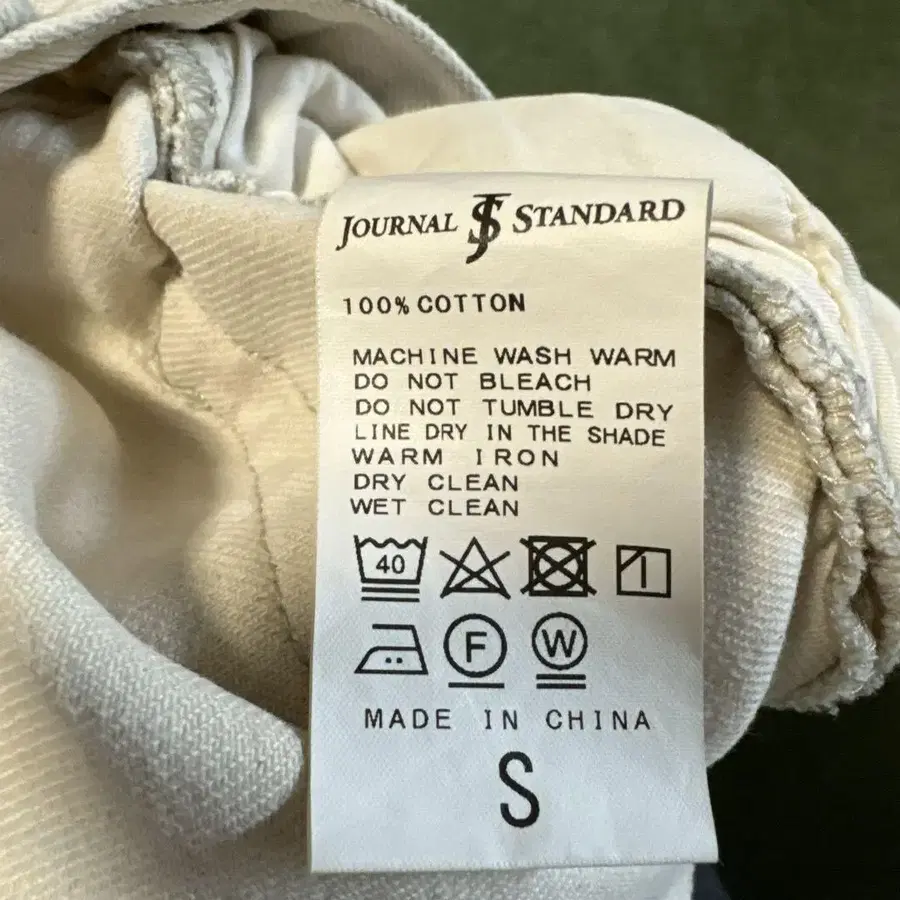 JOURNAL JS STANDARD
100% COTTON
MACHINE WASH WARM
DO NOT BLEACH
DO NOT TUMBLE DRY
LINE DRY IN THE SHADE
WARM IRON
DRY CLEAN
WET CLEAN
40
F W
MADE IN CHINA
S